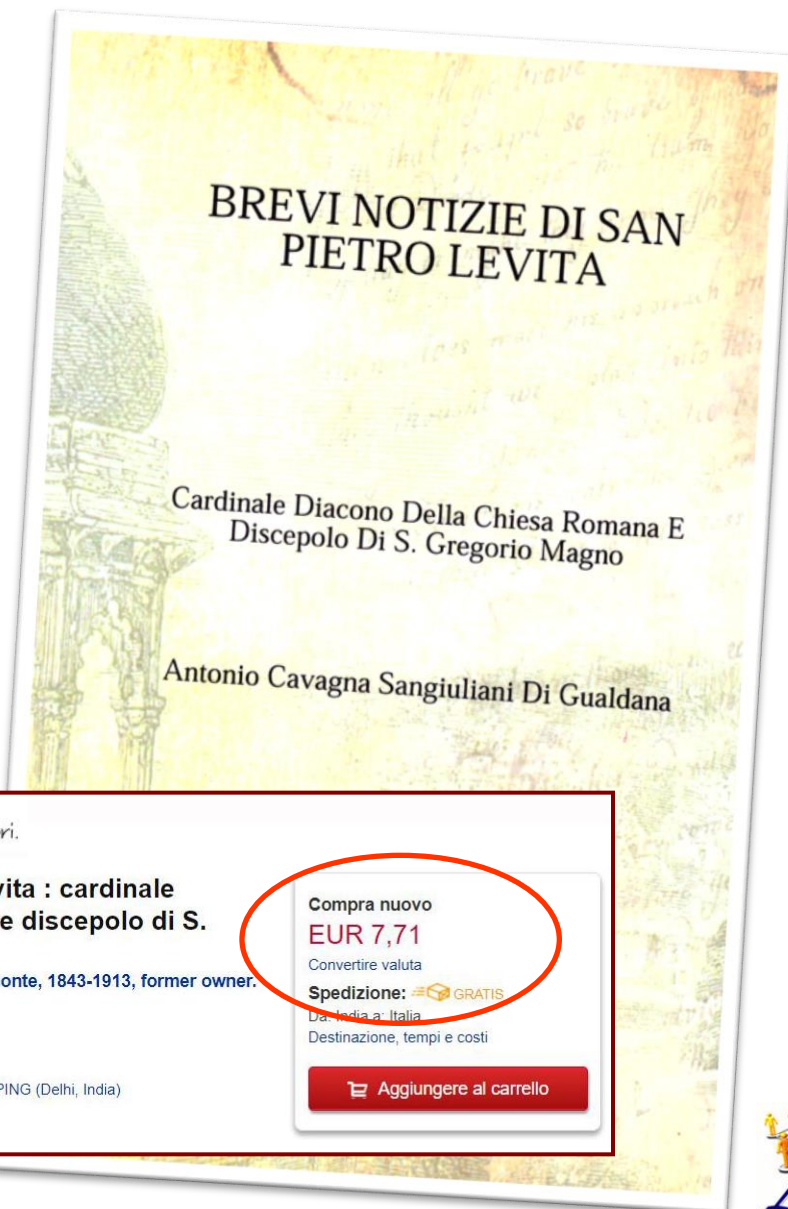 BREVI NOTIZIE DI SAN
PIETRO LEVITA
Cardinale Diacono Della Chiesa Romana E
Discepolo Di S. Gregorio Magno
Antonio Cavagna Sangiuliani Di Gualdana
ri.
vita : cardinale
e discepolo di S.
onte, 1843-1913, former owner.
PING (Delhi, India)
Compra nuovo
EUR 7,71
Convertire valuta
Spedizione: GRATIS
Da: India a: Italia
Destinazione, tempi e costi
Aggiungere al carrello